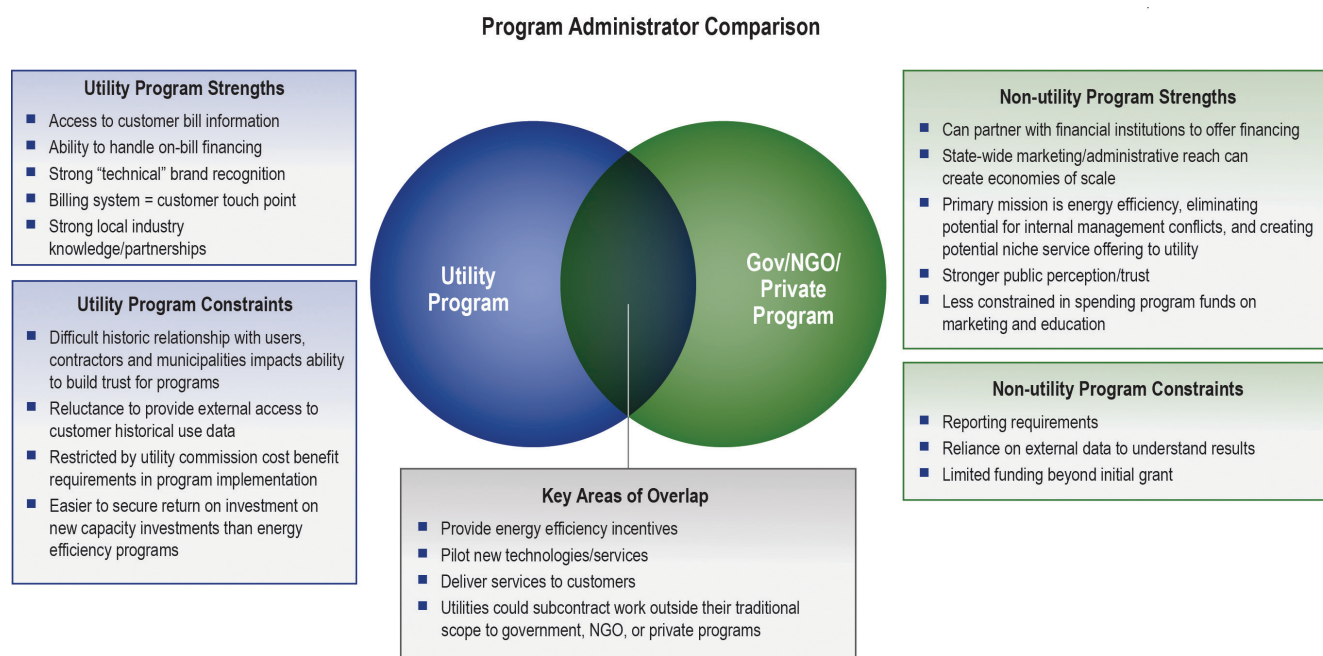 Program Administrator Comparison
Utility Program Strengths
■ Access to customer bill information
■ Ability to handle on-bill financing
■ Strong “technical” brand recognition
■ Billing system = customer touch point
■ Strong local industry
knowledge/partnerships
Utility Program Constraints
■ Difficult historic relationship with users,
contractors and municipalities impacts ability
to build trust for programs
■ Reluctance to provide external access to
customer historical use data
■ Restricted by utility commission cost benefit
requirements in program implementation
■ Easier to secure return on investment on
new capacity investments than energy
efficiency programs
Utility
Program
Gov/NGO/
Private
Program
Key Areas of Overlap
■ Provide energy efficiency incentives
■ Pilot new technologies/services
■ Deliver services to customers
■ Utilities could subcontract work outside their traditional
scope to government, NGO, or private programs
Non-utility Program Strengths
■ Can partner with financial institutions to offer financing
■ State-wide marketing/administrative reach can
create economies of scale
■ Primary mission is energy efficiency, eliminating
potential for internal management conflicts, and creating
potential niche service offering to utility
■ Stronger public perception/trust
■ Less constrained in spending program funds on
marketing and education
Non-utility Program Constraints
■ Reporting requirements
■ Reliance on external data to understand results
■ Limited funding beyond initial grant